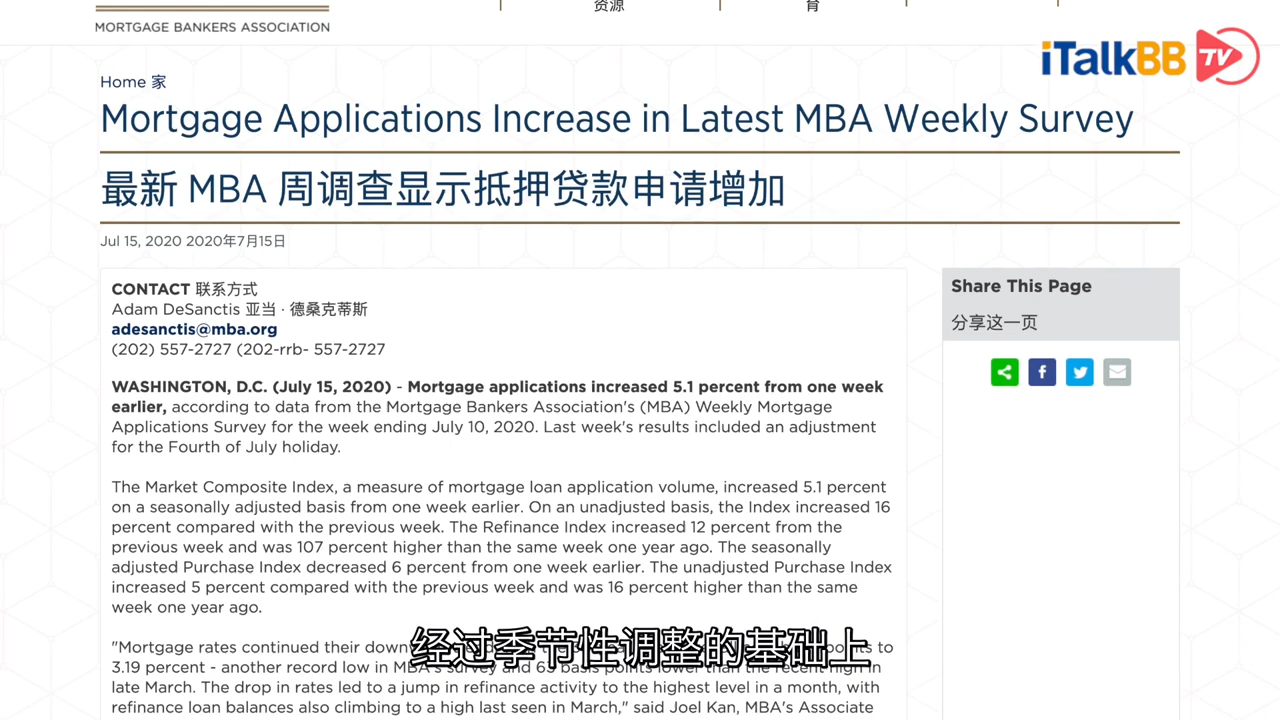 资源
育
MORTGAGE BANKERS ASSOCIATION
iTalkBB TV
Home 家
Mortgage Applications Increase in Latest MBA Weekly Survey
最新 MBA 周调查显示抵押贷款申请增加
Jul 15, 2020 2020年7月15日
CONTACT 联系方式
Adam DeSanctis 亚当 · 德桑克蒂斯
adesanctis@mba.org
(202) 557-2727 (202-rrb- 557-2727
Share This Page
分享这一页
WASHINGTON, D.C. (July 15, 2020) - Mortgage applications increased 5.1 percent from one week
earlier, according to data from the Mortgage Bankers Association's (MBA) Weekly Mortgage
Applications Survey for the week ending July 10, 2020. Last week's results included an adjustment
for the Fourth of July holiday.
The Market Composite Index, a measure of mortgage loan application volume, increased 5.1 percent
on a seasonally adjusted basis from one week earlier. On an unadjusted basis, the Index increased 16
percent compared with the previous week. The Refinance Index increased 12 percent from the
previous week and was 107 percent higher than the same week one year ago. The seasonally
adjusted Purchase Index decreased 6 percent from one week earlier. The unadjusted Purchase Index
increased 5 percent compared with the previous week and was 16 percent higher than the same
week one year ago.
"Mortgage rates continued their to
3.19 percent - another record low in MBA's survey and 63 basis points lower than the recent high in
late March. The drop in rates led to a jump in refinance activity to the highest level in a month, with
refinance loan balances also climbing to a high last seen in March," said Joel Kan, MBA's Associate
经过季节性调整的基础上